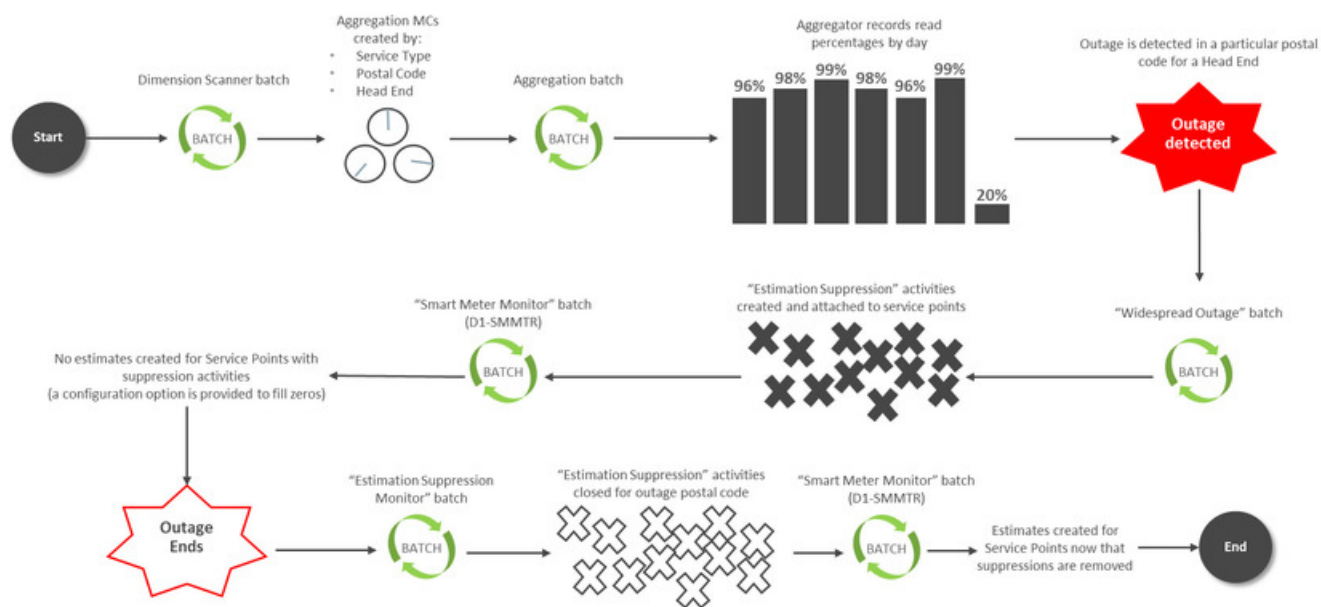 Start
Dimension Scanner batch
BATCH
Aggregation MCs
created by:
• Service Type
• Postal Code
• Head End
Aggregation batch
BATCH
Aggregator records read
percentages by day
96%
98%
99%
98%
96%
99%
20%
Outage is detected in a particular postal
code for a Head End
Outage
detected
"Widespread Outage" batch
BATCH
"Estimation Suppression" activities
created and attached to service points
"Smart Meter Monitor" batch
(D1-SMMTR)
BATCH
No estimates created for Service Points with
suppression activities
(a configuration option is provided to fill zeros)
Outage
Ends
"Estimation Suppression
Monitor" batch
BATCH
"Estimation Suppression" activities
closed for outage postal code
"Smart Meter Monitor" batch
(D1-SMMTR)
BATCH
Estimates created for
Service Points now that
suppressions are removed
End